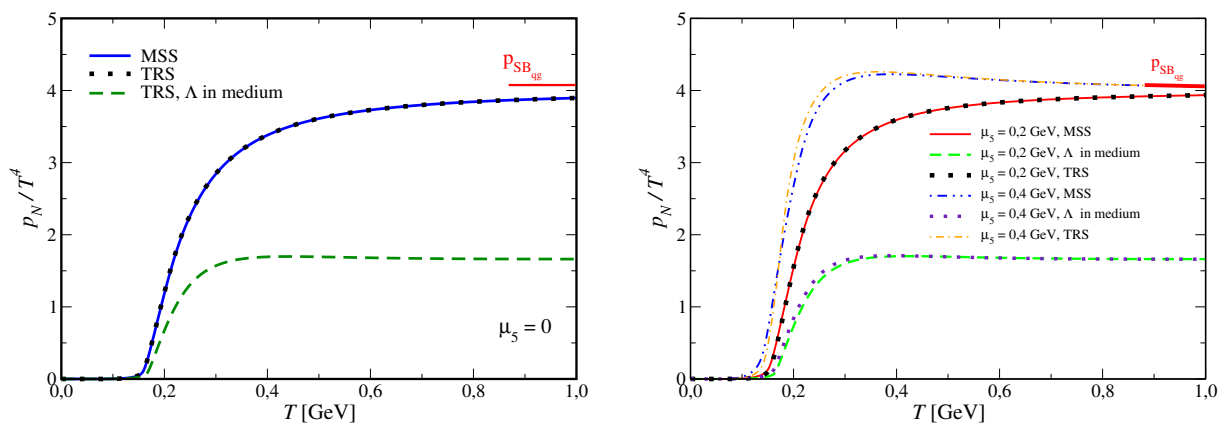 5
4
3
2
1
0
p_N / T^4
MSS
TRS
TRS, Λ in medium
p_SB_qg
μ_5 = 0
0,0 0,2 0,4 0,6 0,8 1,0
T [GeV]
5
4
3
2
1
0
p_N / T^4
p_SB_qg
μ_5 = 0,2 GeV, MSS
μ_5 = 0,2 GeV, Λ in medium
μ_5 = 0,2 GeV, TRS
μ_5 = 0,4 GeV, MSS
μ_5 = 0,4 GeV, Λ in medium
μ_5 = 0,4 GeV, TRS
0,0 0,2 0,4 0,6 0,8 1,0
T [GeV]